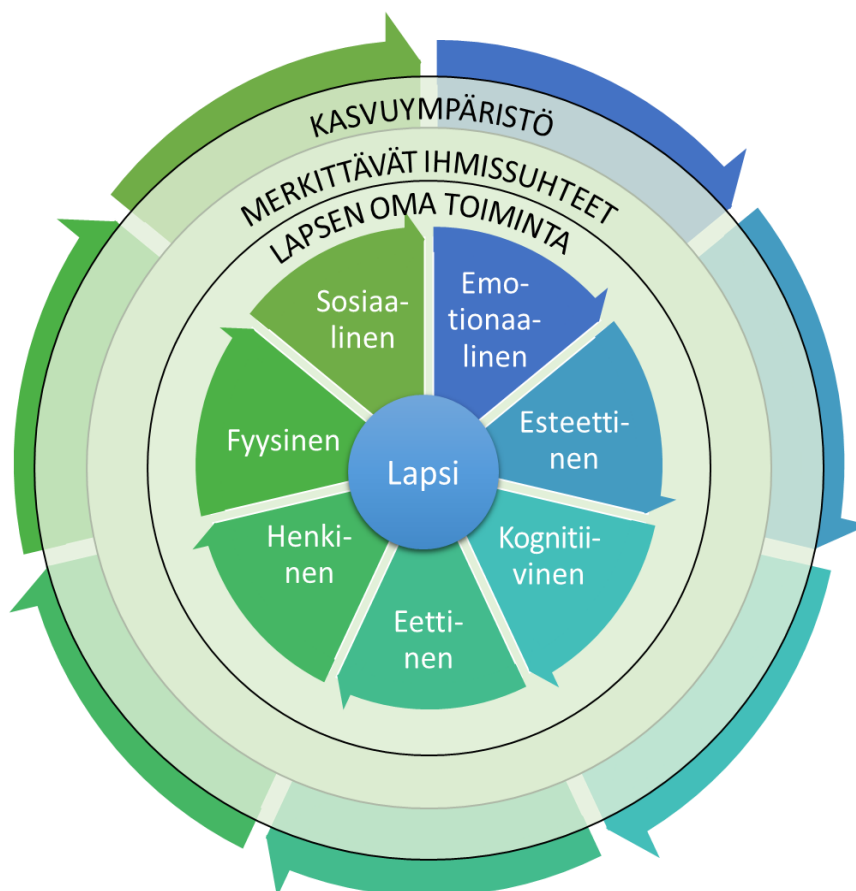 KASVUYMPÄRISTÖ
MERKITTÄVÄT IHMISSUHTEET
LAPSEN OMA TOIMINTA
Sosiaa-
linen
Emo-
tionaa-
linen
Esteetti-
nen
Kognitii-
vinen
Eetti-
nen
Henki-
nen
Fyysinen
Lapsi